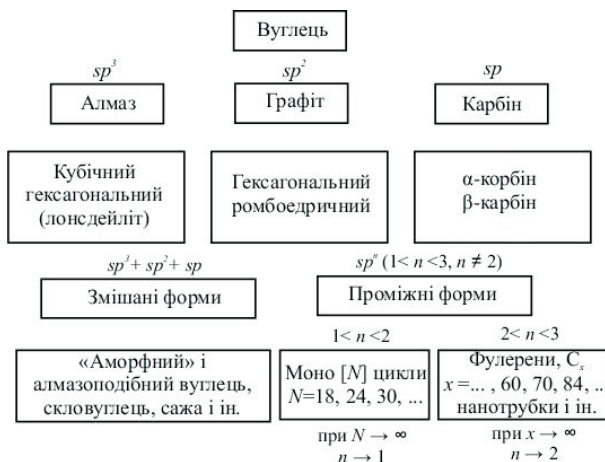 Вуглець
sp³
sp²
sp
Алмаз
Графіт
Карбін
Кубічний
гексагональний
(лонсдейліт)
Гексагональний
ромбоедричний
α-корбін
β-карбін
sp³ + sp² + sp
spⁿ (1< n <3, n ≠ 2)
Змішані форми
Проміжні форми
1< n <2
2< n <3
«Аморфний» і
алмазоподібний вуглець,
скловуглець, сажа і ін.
Моно [N] цикли
N=18, 24, 30, ...
Фулерени, Cₓ
x =... , 60, 70, 84, ..
нанотрубки і ін.
при N → ∞
n → 1
при x → ∞
n → 2